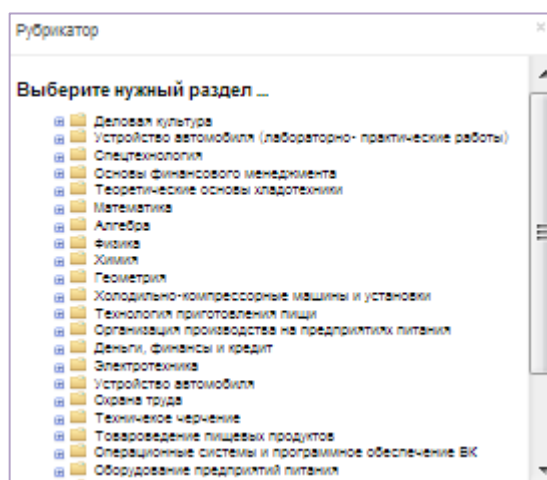 Рубрикатор
Выберите нужный раздел ...
Деловая культура
Устройство автомобиля (лабораторно- практические работы)
Спецтехнология
Основы финансового менеджмента
Теоретические основы хладотехники
Математика
Алгебра
Физика
Химия
Геометрия
Холодильно-компрессорные машины и установки
Технология приготовления пищи
Организация производства на предприятиях питания
Деньги, финансы и кредит
Электротехника
Устройство автомобиля
Охрана труда
Техничекое черчение
Товароведение пищевых продуктов
Операционные системы и программное обеспечение ВК
Оборудование предприятий питания